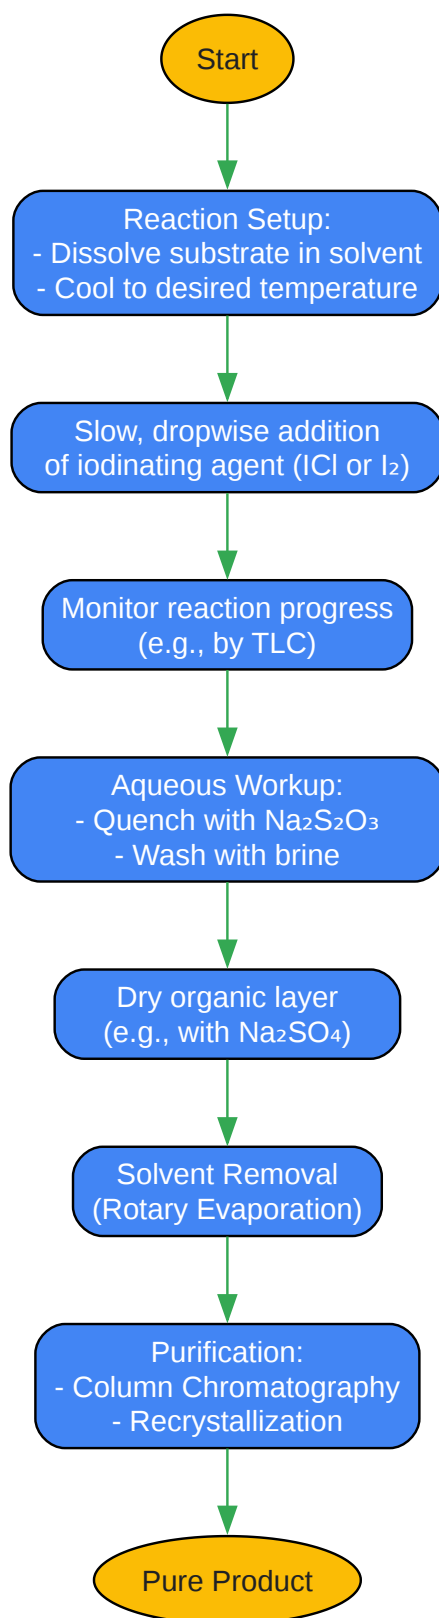 Start
Reaction Setup:
- Dissolve substrate in solvent
- Cool to desired temperature
Slow, dropwise addition
of iodinating agent (ICl or I₂)
Monitor reaction progress
(e.g., by TLC)
Aqueous Workup:
- Quench with Na₂S₂O₃
- Wash with brine
Dry organic layer
(e.g., with Na₂SO₄)
Solvent Removal
(Rotary Evaporation)
Purification:
- Column Chromatography
- Recrystallization
Pure Product